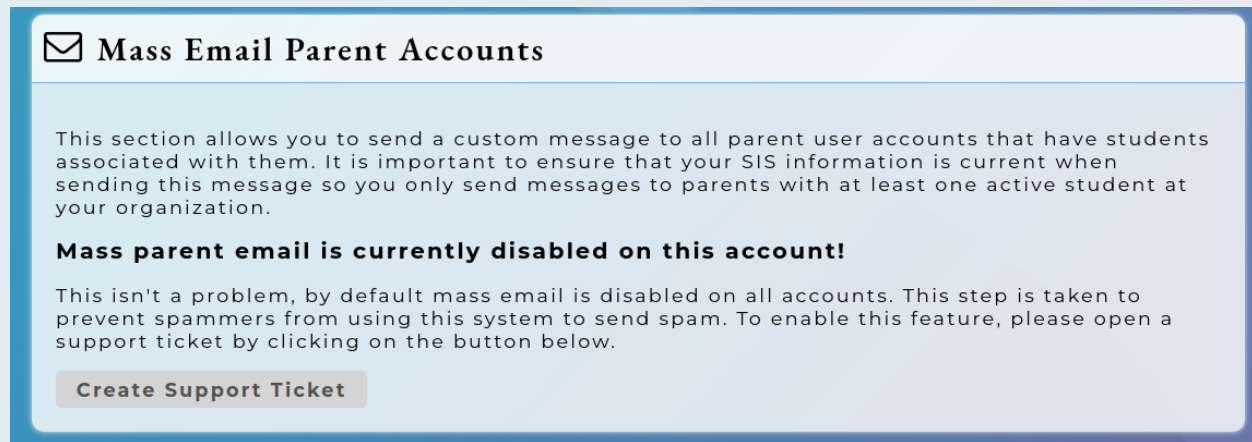 Mass Email Parent Accounts
This section allows you to send a custom message to all parent user accounts that have students
associated with them. It is important to ensure that your SIS information is current when
sending this message so you only send messages to parents with at least one active student at
your organization.
Mass parent email is currently disabled on this account!
This isn't a problem, by default mass email is disabled on all accounts. This step is taken to
prevent spammers from using this system to send spam. To enable this feature, please open a
support ticket by clicking on the button below.
Create Support Ticket